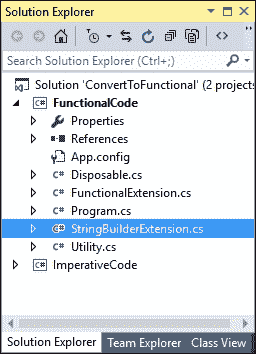 Solution Explorer
Search Solution Explorer (Ctrl+;)
Solution 'ConvertToFunctional' (2 projects
C# FunctionalCode
Properties
References
App.config
C# Disposable.cs
C# FunctionalExtension.cs
C# Program.cs
C# StringBuilderExtension.cs
C# Utility.cs
C# ImperativeCode
Solution Explorer Team Explorer Class View